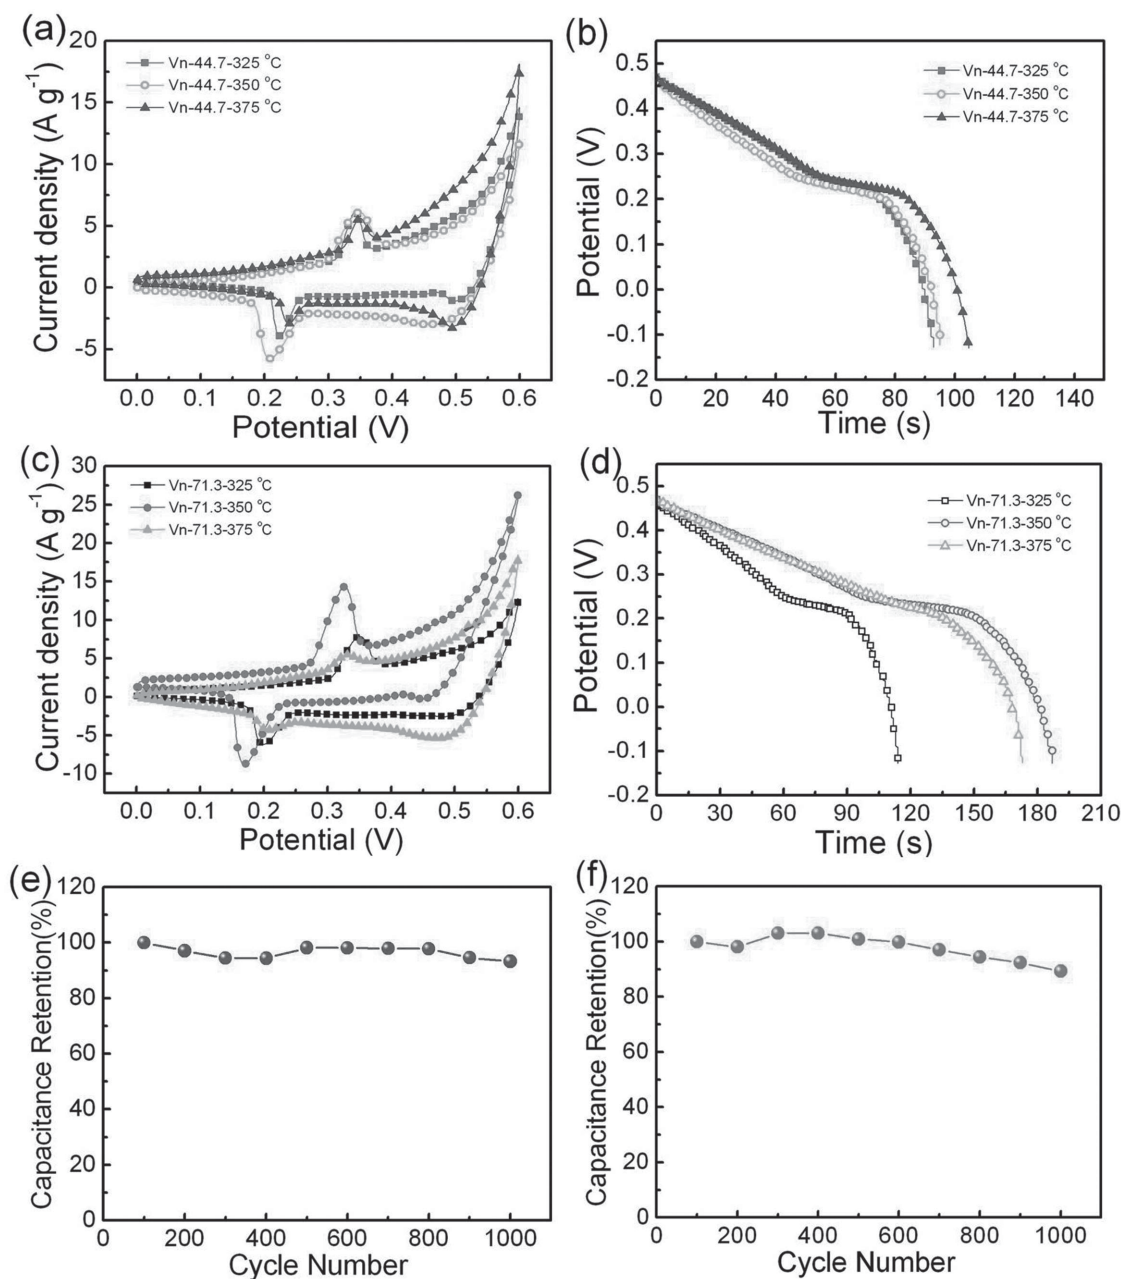 (a)
20
15
10
5
0
-5
Current density (A g⁻¹)
Vn-44.7-325 °C
Vn-44.7-350 °C
Vn-44.7-375 °C
0.0 0.1 0.2 0.3 0.4 0.5 0.6
Potential (V)
(b)
0.5
0.4
0.3
0.2
0.1
0.0
-0.1
-0.2
Potential (V)
Vn-44.7-325 °C
Vn-44.7-350 °C
Vn-44.7-375 °C
0 20 40 60 80 100 120 140
Time (s)
(c)
30
25
20
15
10
5
0
-5
-10
Current density (A g⁻¹)
Vn-71.3-325 °C
Vn-71.3-350 °C
Vn-71.3-375 °C
0.0 0.1 0.2 0.3 0.4 0.5 0.6
Potential (V)
(d)
0.5
0.4
0.3
0.2
0.1
0.0
-0.1
-0.2
Potential (V)
Vn-71.3-325 °C
Vn-71.3-350 °C
Vn-71.3-375 °C
0 30 60 90 120 150 180 210
Time (s)
(e)
120
100
80
60
40
20
0
Capacitance Retention(%)
0 200 400 600 800 1000
Cycle Number
(f)
120
100
80
60
40
20
0
Capacitance Retention(%)
0 200 400 600 800 1000
Cycle Number